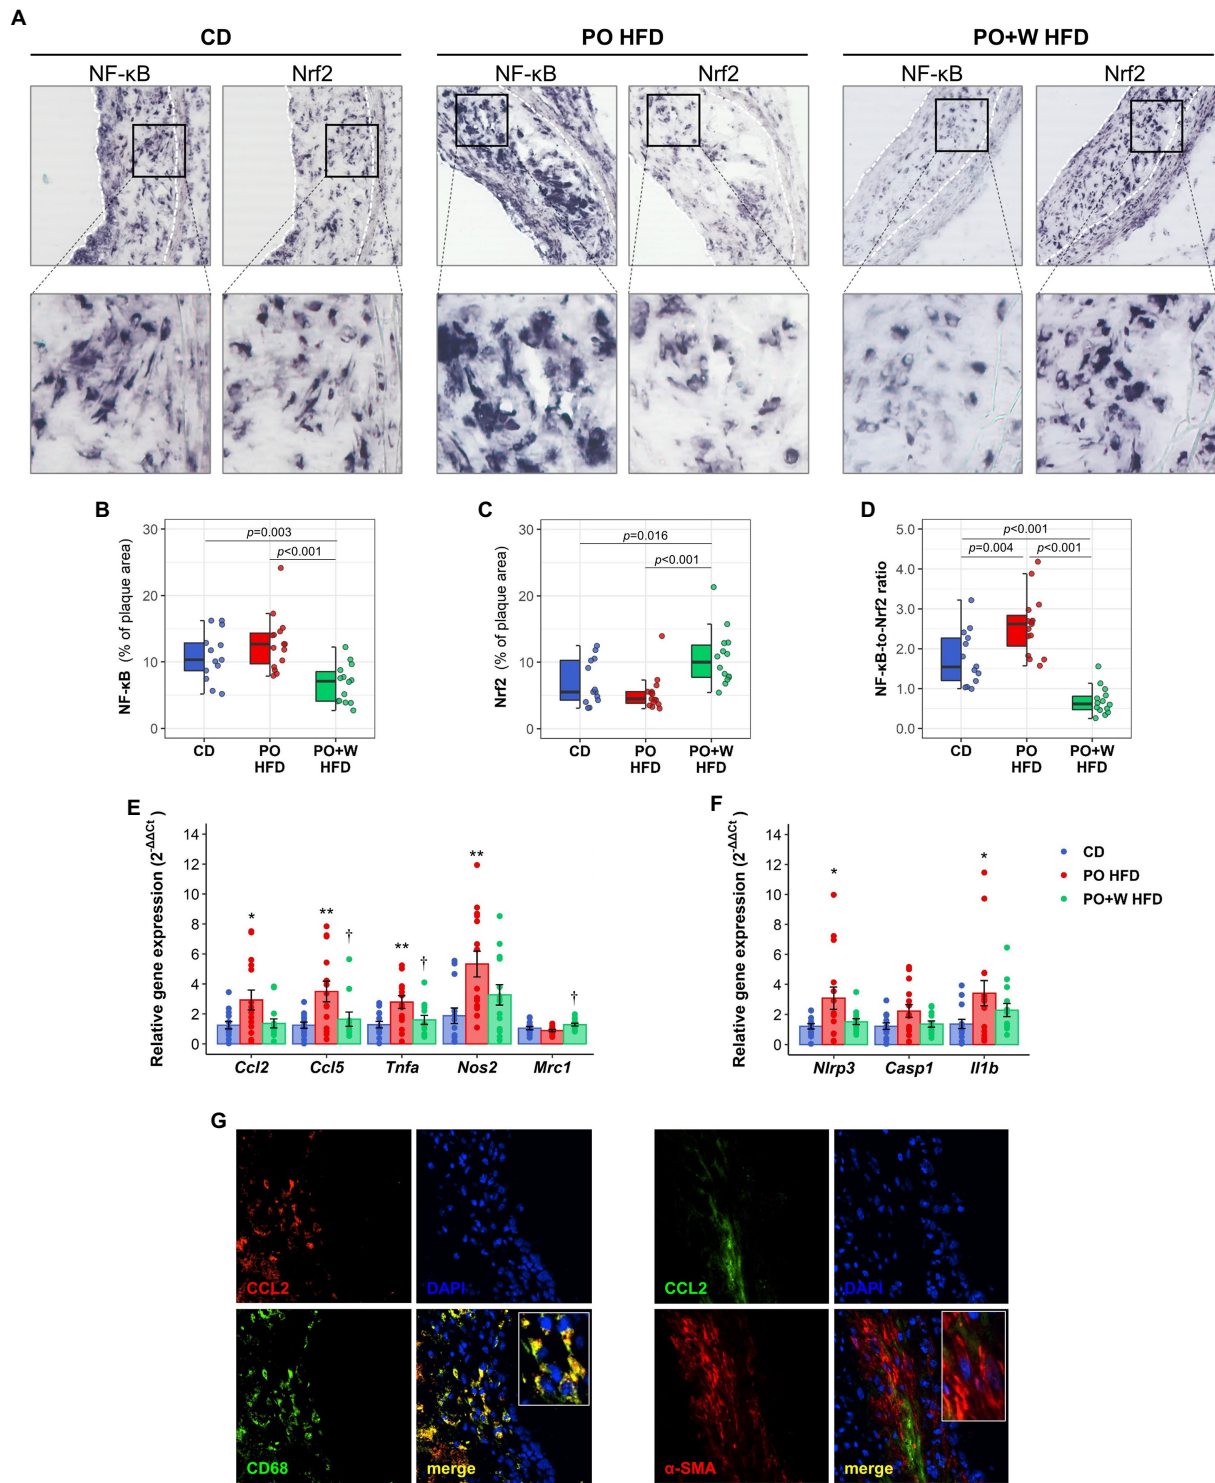 A
CD
PO HFD
PO+W HFD
NF-κB
Nrf2
NF-κB
Nrf2
NF-κB
Nrf2
B
NF-κB (% of plaque area)
30
20
10
0
p=0.003
p<0.001
CD
PO HFD
PO+W HFD
C
Nrf2 (% of plaque area)
30
20
10
0
p=0.016
p<0.001
CD
PO HFD
PO+W HFD
D
NF-κB-to-Nrf2 ratio
5.0
4.0
3.0
2.0
1.0
0.0
p<0.001
p=0.004
p<0.001
CD
PO HFD
PO+W HFD
E
Relative gene expression (2^-ΔΔCt)
14
12
10
8
6
4
2
0
*
**
†
**
†
**
†
Ccl2
Ccl5
Tnfa
Nos2
Mrc1
F
Relative gene expression (2^-ΔΔCt)
14
12
10
8
6
4
2
0
*
*
Nlrp3
Casp1
Il1b
CD
PO HFD
PO+W HFD
G
CCL2
DAPI
CCL2
DAPI
CD68
merge
α-SMA
merge